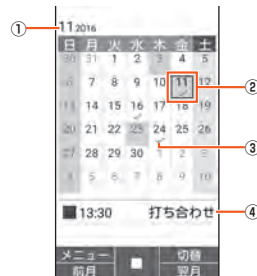 ① 11 2016
日 月 火 水 木 金 土
30 31 1 2 3 4 5
6 7 8 9 10 11 12 ②
13 14 15 16 17 18 19
20 21 22 23 24 25 26 ③
27 28 29 30 1 2 3
4 5 6 7 8 9 10
13:30 打ち合わせ ④
メニュー 切替
前月 翌月